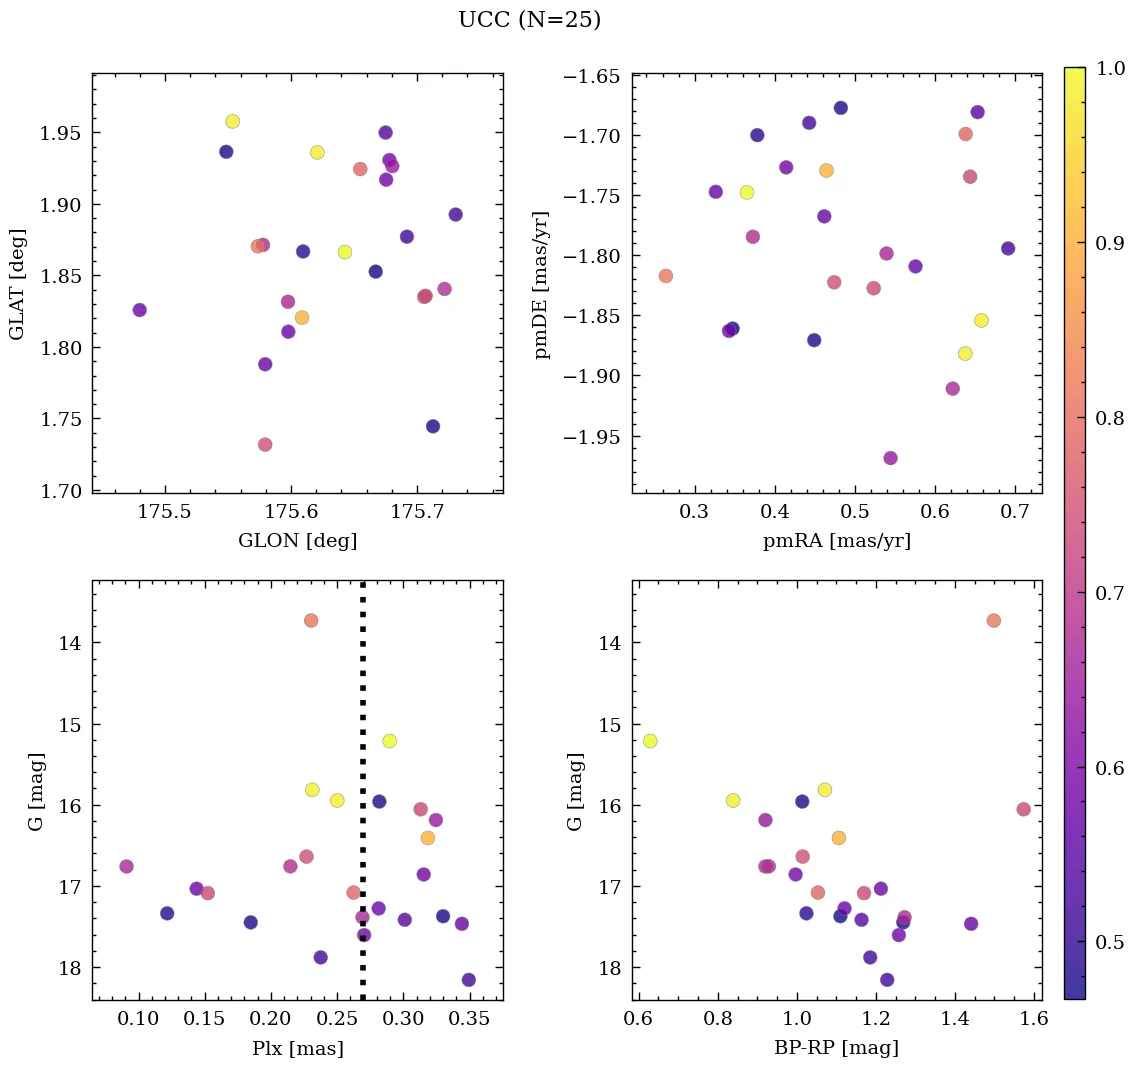 UCC (N=25)
1.95
1.90
1.85
1.80
1.75
1.70
GLAT [deg]
175.5 175.6 175.7
GLON [deg]
−1.65
−1.70
−1.75
−1.80
−1.85
−1.90
−1.95
pmDE [mas/yr]
0.3 0.4 0.5 0.6 0.7
pmRA [mas/yr]
14
15
16
17
18
G [mag]
0.10 0.15 0.20 0.25 0.30 0.35
Plx [mas]
14
15
16
17
18
G [mag]
0.6 0.8 1.0 1.2 1.4 1.6
BP-RP [mag]
1.0
0.9
0.8
0.7
0.6
0.5